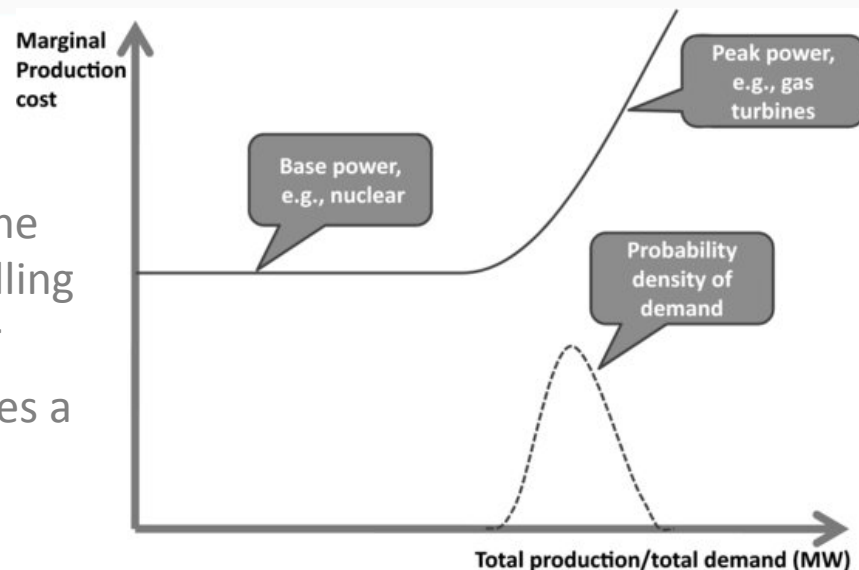 Marginal
Production
cost
Peak power,
e.g., gas
turbines
Base power,
e.g., nuclear
Probability
density of
demand
es a
Total production/total demand (MW)